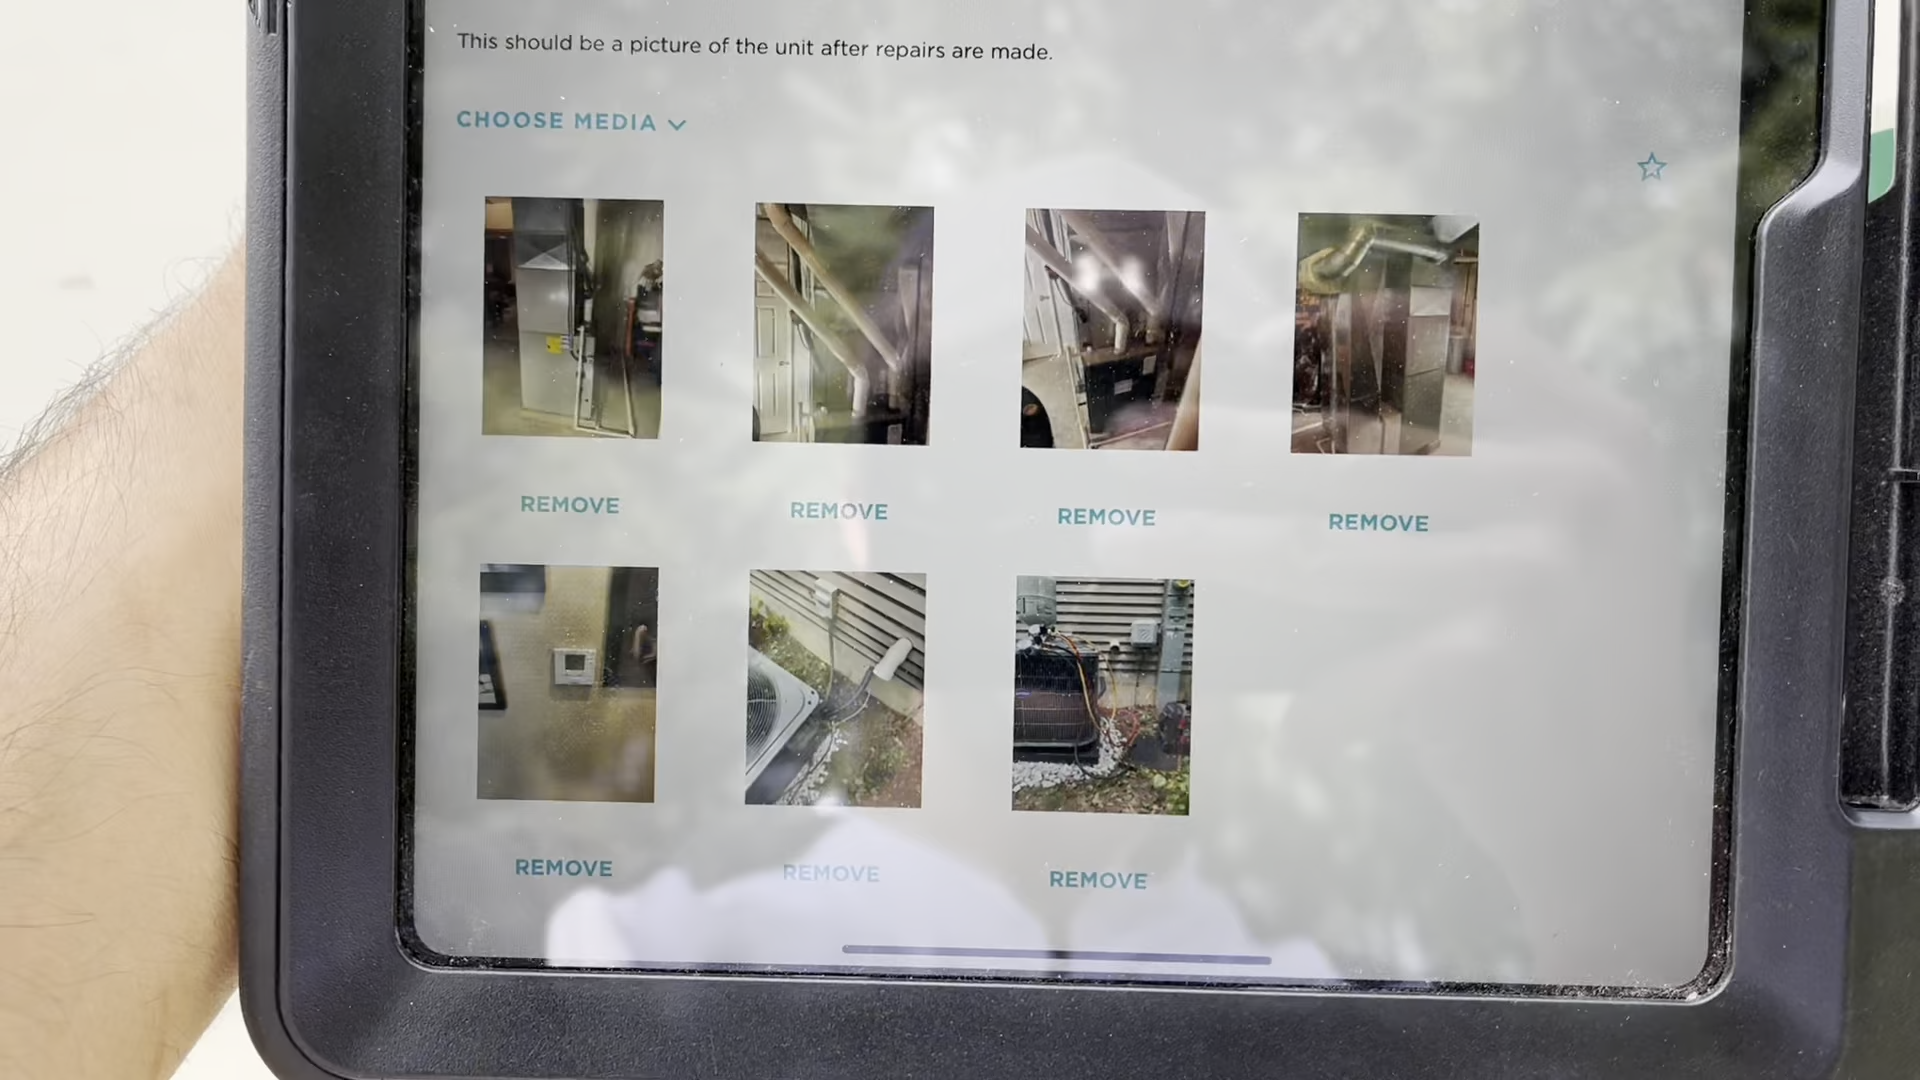 This should be a picture of the unit after repairs are made.
CHOOSE MEDIA
REMOVE REMOVE REMOVE REMOVE
REMOVE REMOVE REMOVE